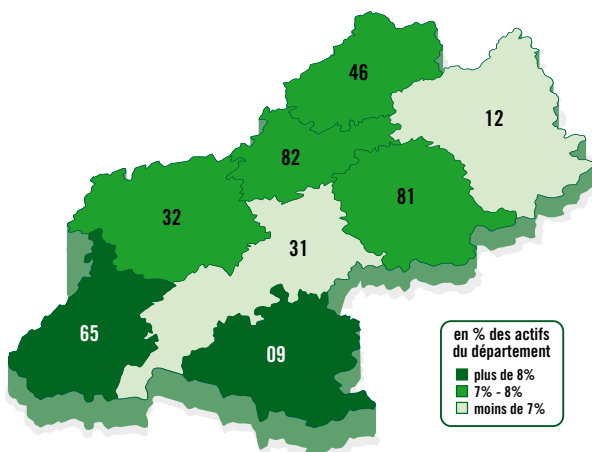 46
12
82
81
32
31
65
09
en % des actifs
du département
plus de 8%
7% - 8%
moins de 7%